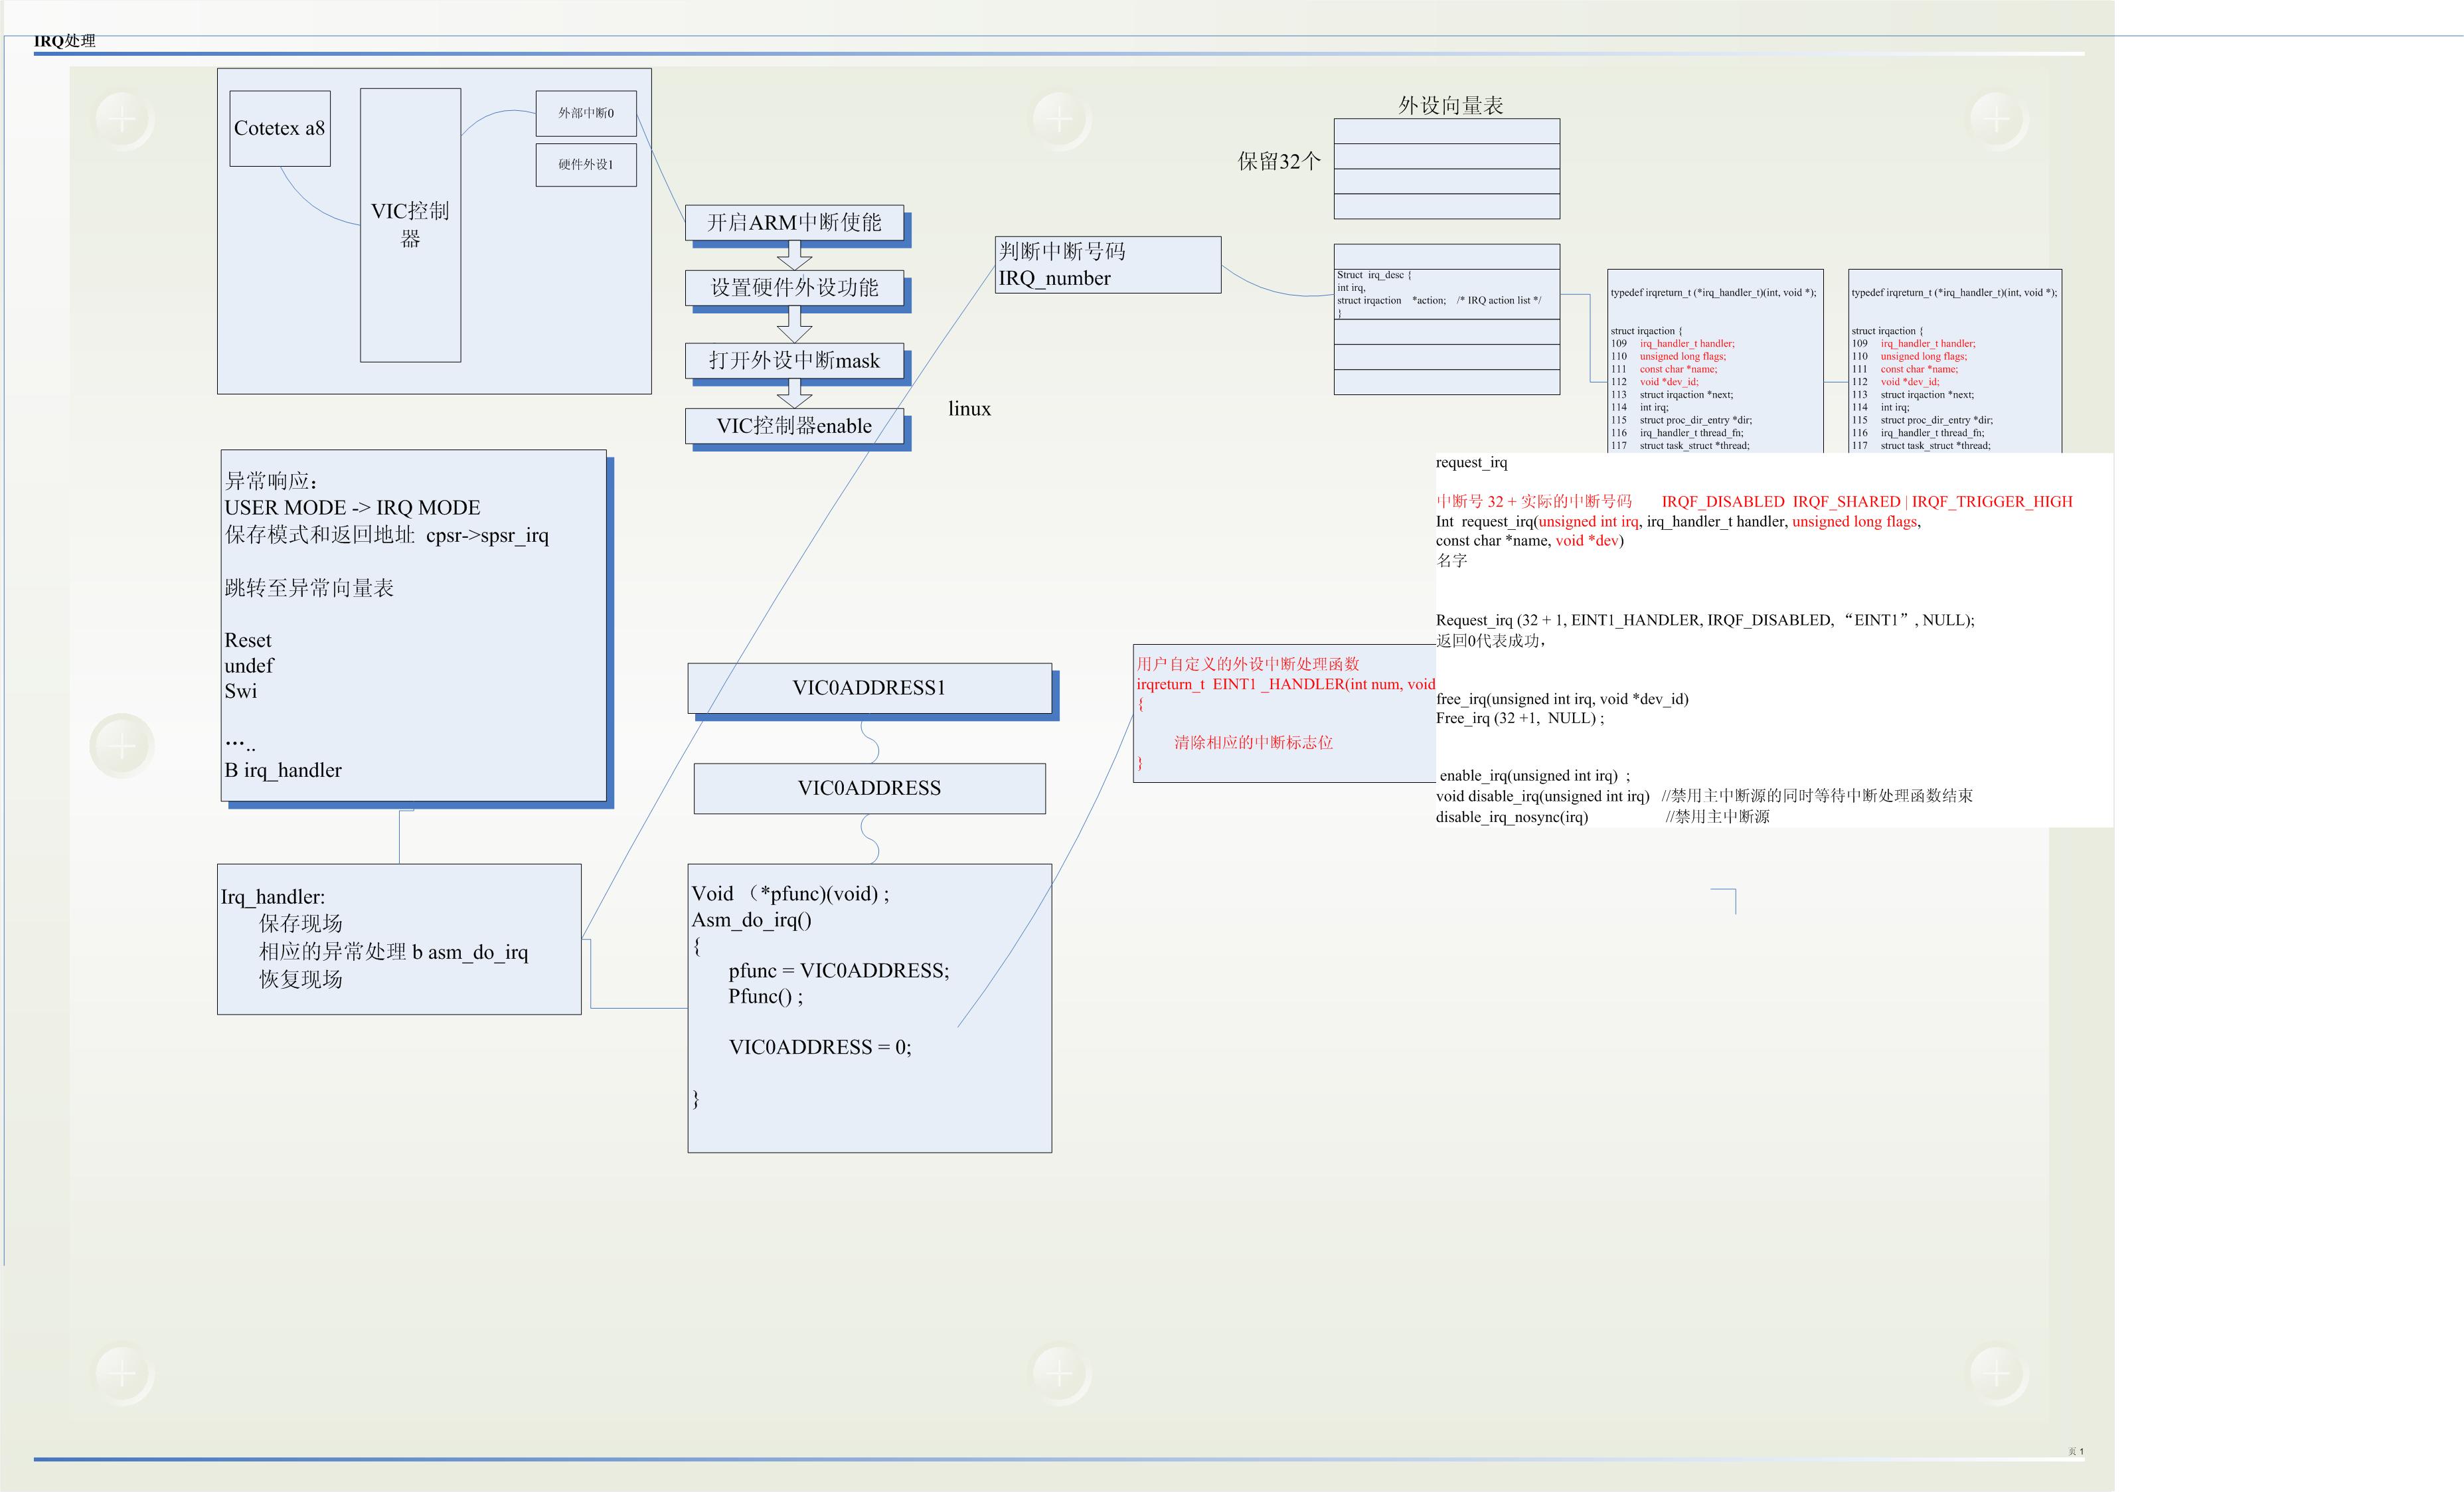 IRQ处理
Cotetex a8
VIC控制
器
外部中断0
硬件外设1
开启ARM中断使能
设置硬件外设功能
打开外设中断mask
VIC控制器enable
linux
判断中断号码
IRQ_number
外设向量表
保留32个
Struct  irq_desc {
int irq,
struct irqaction    *action;    /* IRQ action list */
}
typedef irqreturn_t (*irq_handler_t)(int, void *);
struct irqaction {
109    irq_handler_t handler;
110    unsigned long flags;
111    const char *name;
112    void *dev_id;
113    struct irqaction *next;
114    int irq;
115    struct proc_dir_entry *dir;
116    irq_handler_t thread_fn;
117    struct task_struct *thread;
typedef irqreturn_t (*irq_handler_t)(int, void *);
struct irqaction {
109    irq_handler_t handler;
110    unsigned long flags;
111    const char *name;
112    void *dev_id;
113    struct irqaction *next;
114    int irq;
115    struct proc_dir_entry *dir;
116    irq_handler_t thread_fn;
117    struct task_struct *thread;
异常响应：
USER MODE -> IRQ MODE
保存模式和返回地址  cpsr->spsr_irq
跳转至异常向量表
Reset
undef
Swi
…..
B irq_handler
Irq_handler:
保存现场
相应的异常处理 b asm_do_irq
恢复现场
VIC0ADDRESS1
VIC0ADDRESS
Void （*pfunc)(void) ;
Asm_do_irq()
{
pfunc = VIC0ADDRESS;
Pfunc() ;
VIC0ADDRESS = 0;
}
用户自定义的外设中断处理函数
irqreturn_t  EINT1 _HANDLER(int num, void
{
清除相应的中断标志位
}
request_irq
中断号 32 + 实际的中断号码       IRQF_DISABLED  IRQF_SHARED | IRQF_TRIGGER_HIGH
Int  request_irq(unsigned int irq, irq_handler_t handler, unsigned long flags,
const char *name, void *dev)
名字
Request_irq (32 + 1, EINT1_HANDLER, IRQF_DISABLED, “EINT1”, NULL);
返回0代表成功，
free_irq(unsigned int irq, void *dev_id)
Free_irq (32 +1,  NULL) ;
enable_irq(unsigned int irq)  ;
void disable_irq(unsigned int irq)   //禁用主中断源的同时等待中断处理函数结束
disable_irq_nosync(irq)                    //禁用主中断源
页 1